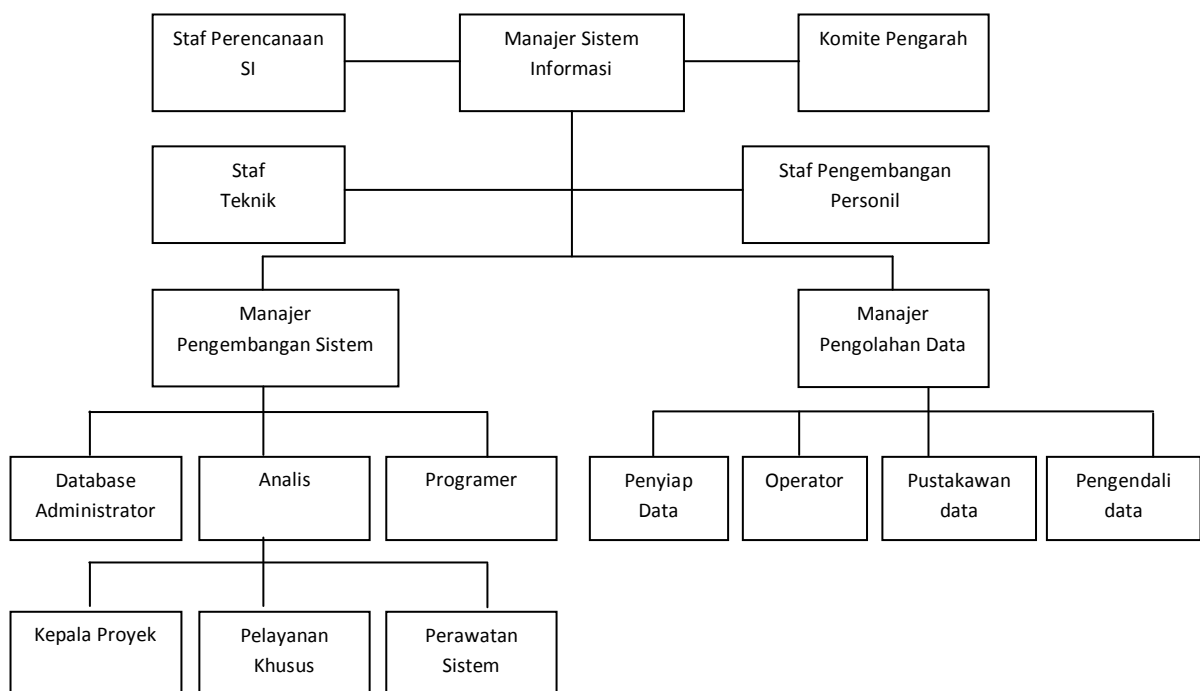 Staf Perencanaan
SI
Manajer Sistem
Informasi
Komite Pengarah
Staf
Teknik
Staf Pengembangan
Personil
Manajer
Pengembangan Sistem
Manajer
Pengolahan Data
Database
Administrator
Analis
Programer
Penyiap
Data
Operator
Pustakawan
data
Pengendali
data
Kepala Proyek
Pelayanan
Khusus
Perawatan
Sistem